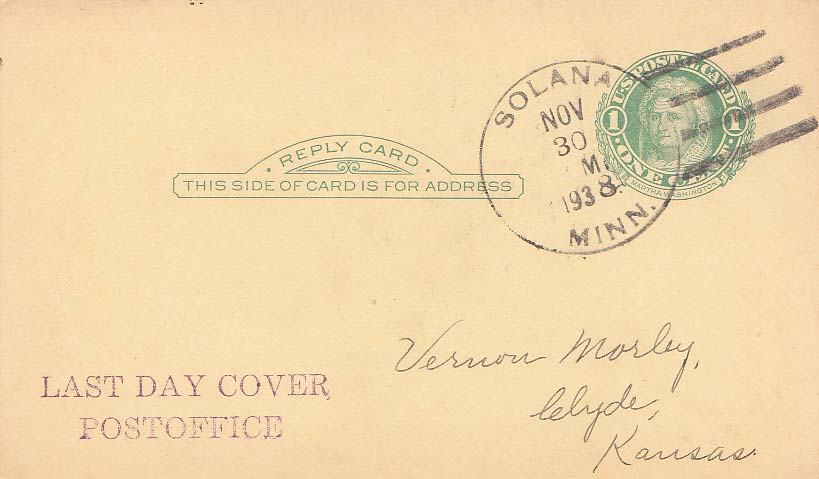 SOLANA
NOV
30
M
1938
MINN.
U.S. POSTAL CARD
1 1
ONE CENT
MARTHA WASHINGTON
REPLY CARD
THIS SIDE OF CARD IS FOR ADDRESS
Vernon Morley,
Clyde,
Kansas.
LAST DAY COVER
POSTOFFICE